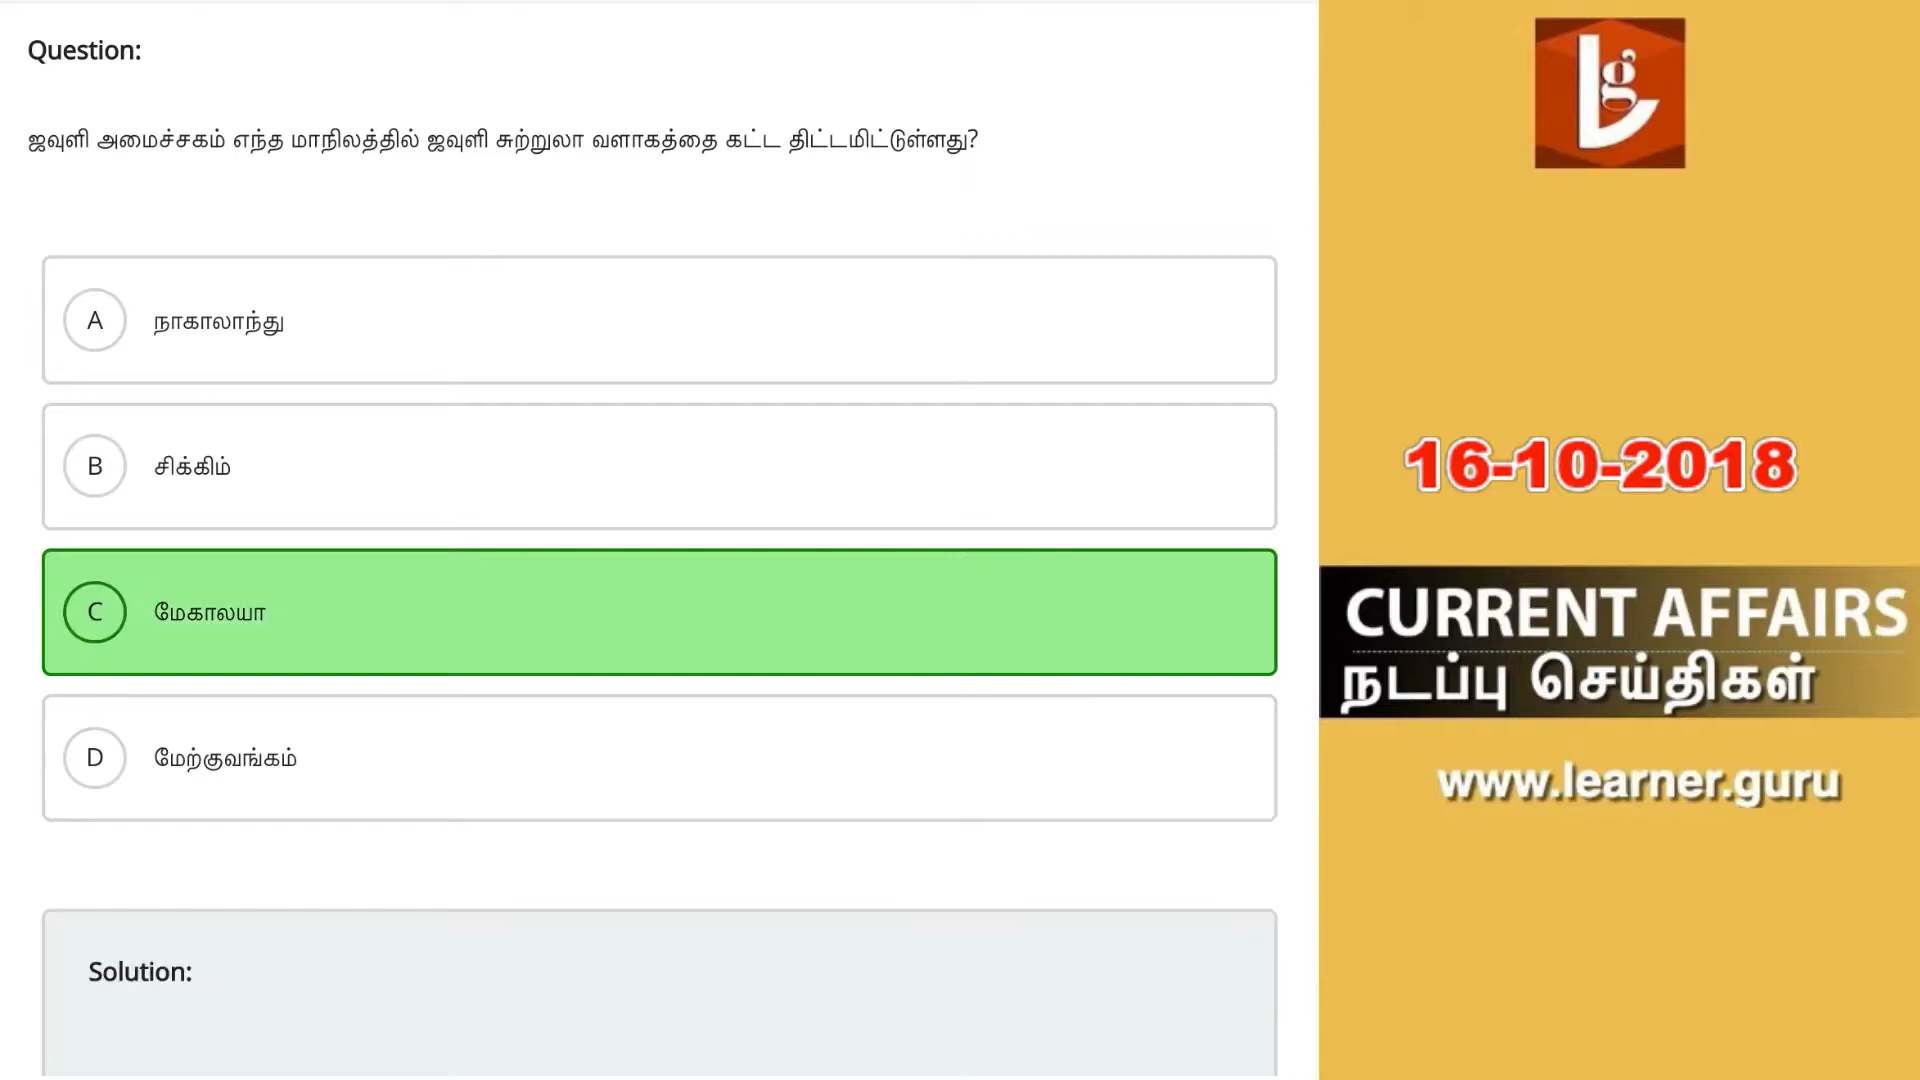 Question:
ஜவுளி அமைச்சகம் எந்த மாநிலத்தில் ஜவுளி சுற்றுலா வளாகத்தை கட்ட திட்டமிட்டுள்ளது?
A நாகாலாந்து
B சிக்கிம்
C மேகாலயா
D மேற்குவங்கம்
Solution:
Lg
16-10-2018
CURRENT AFFAIRS
நடப்பு செய்திகள்
www.learner.guru